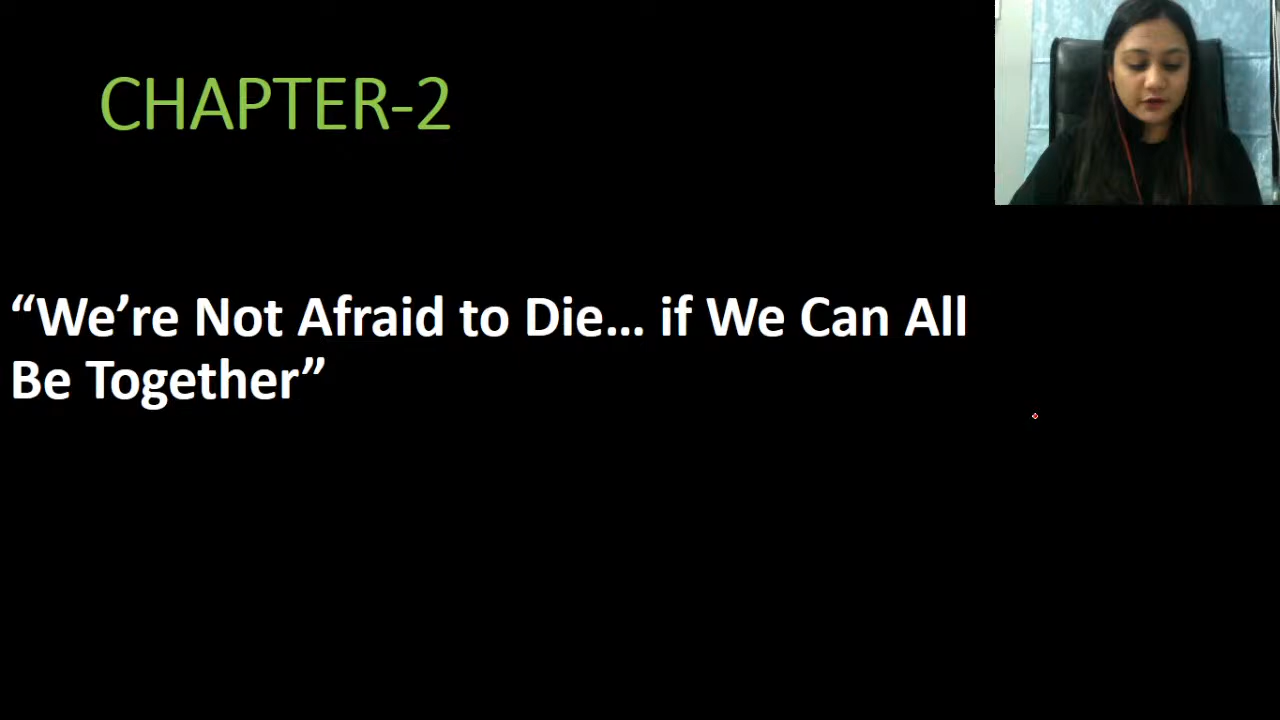 CHAPTER-2
“We’re Not Afraid to Die... if We Can All
Be Together”